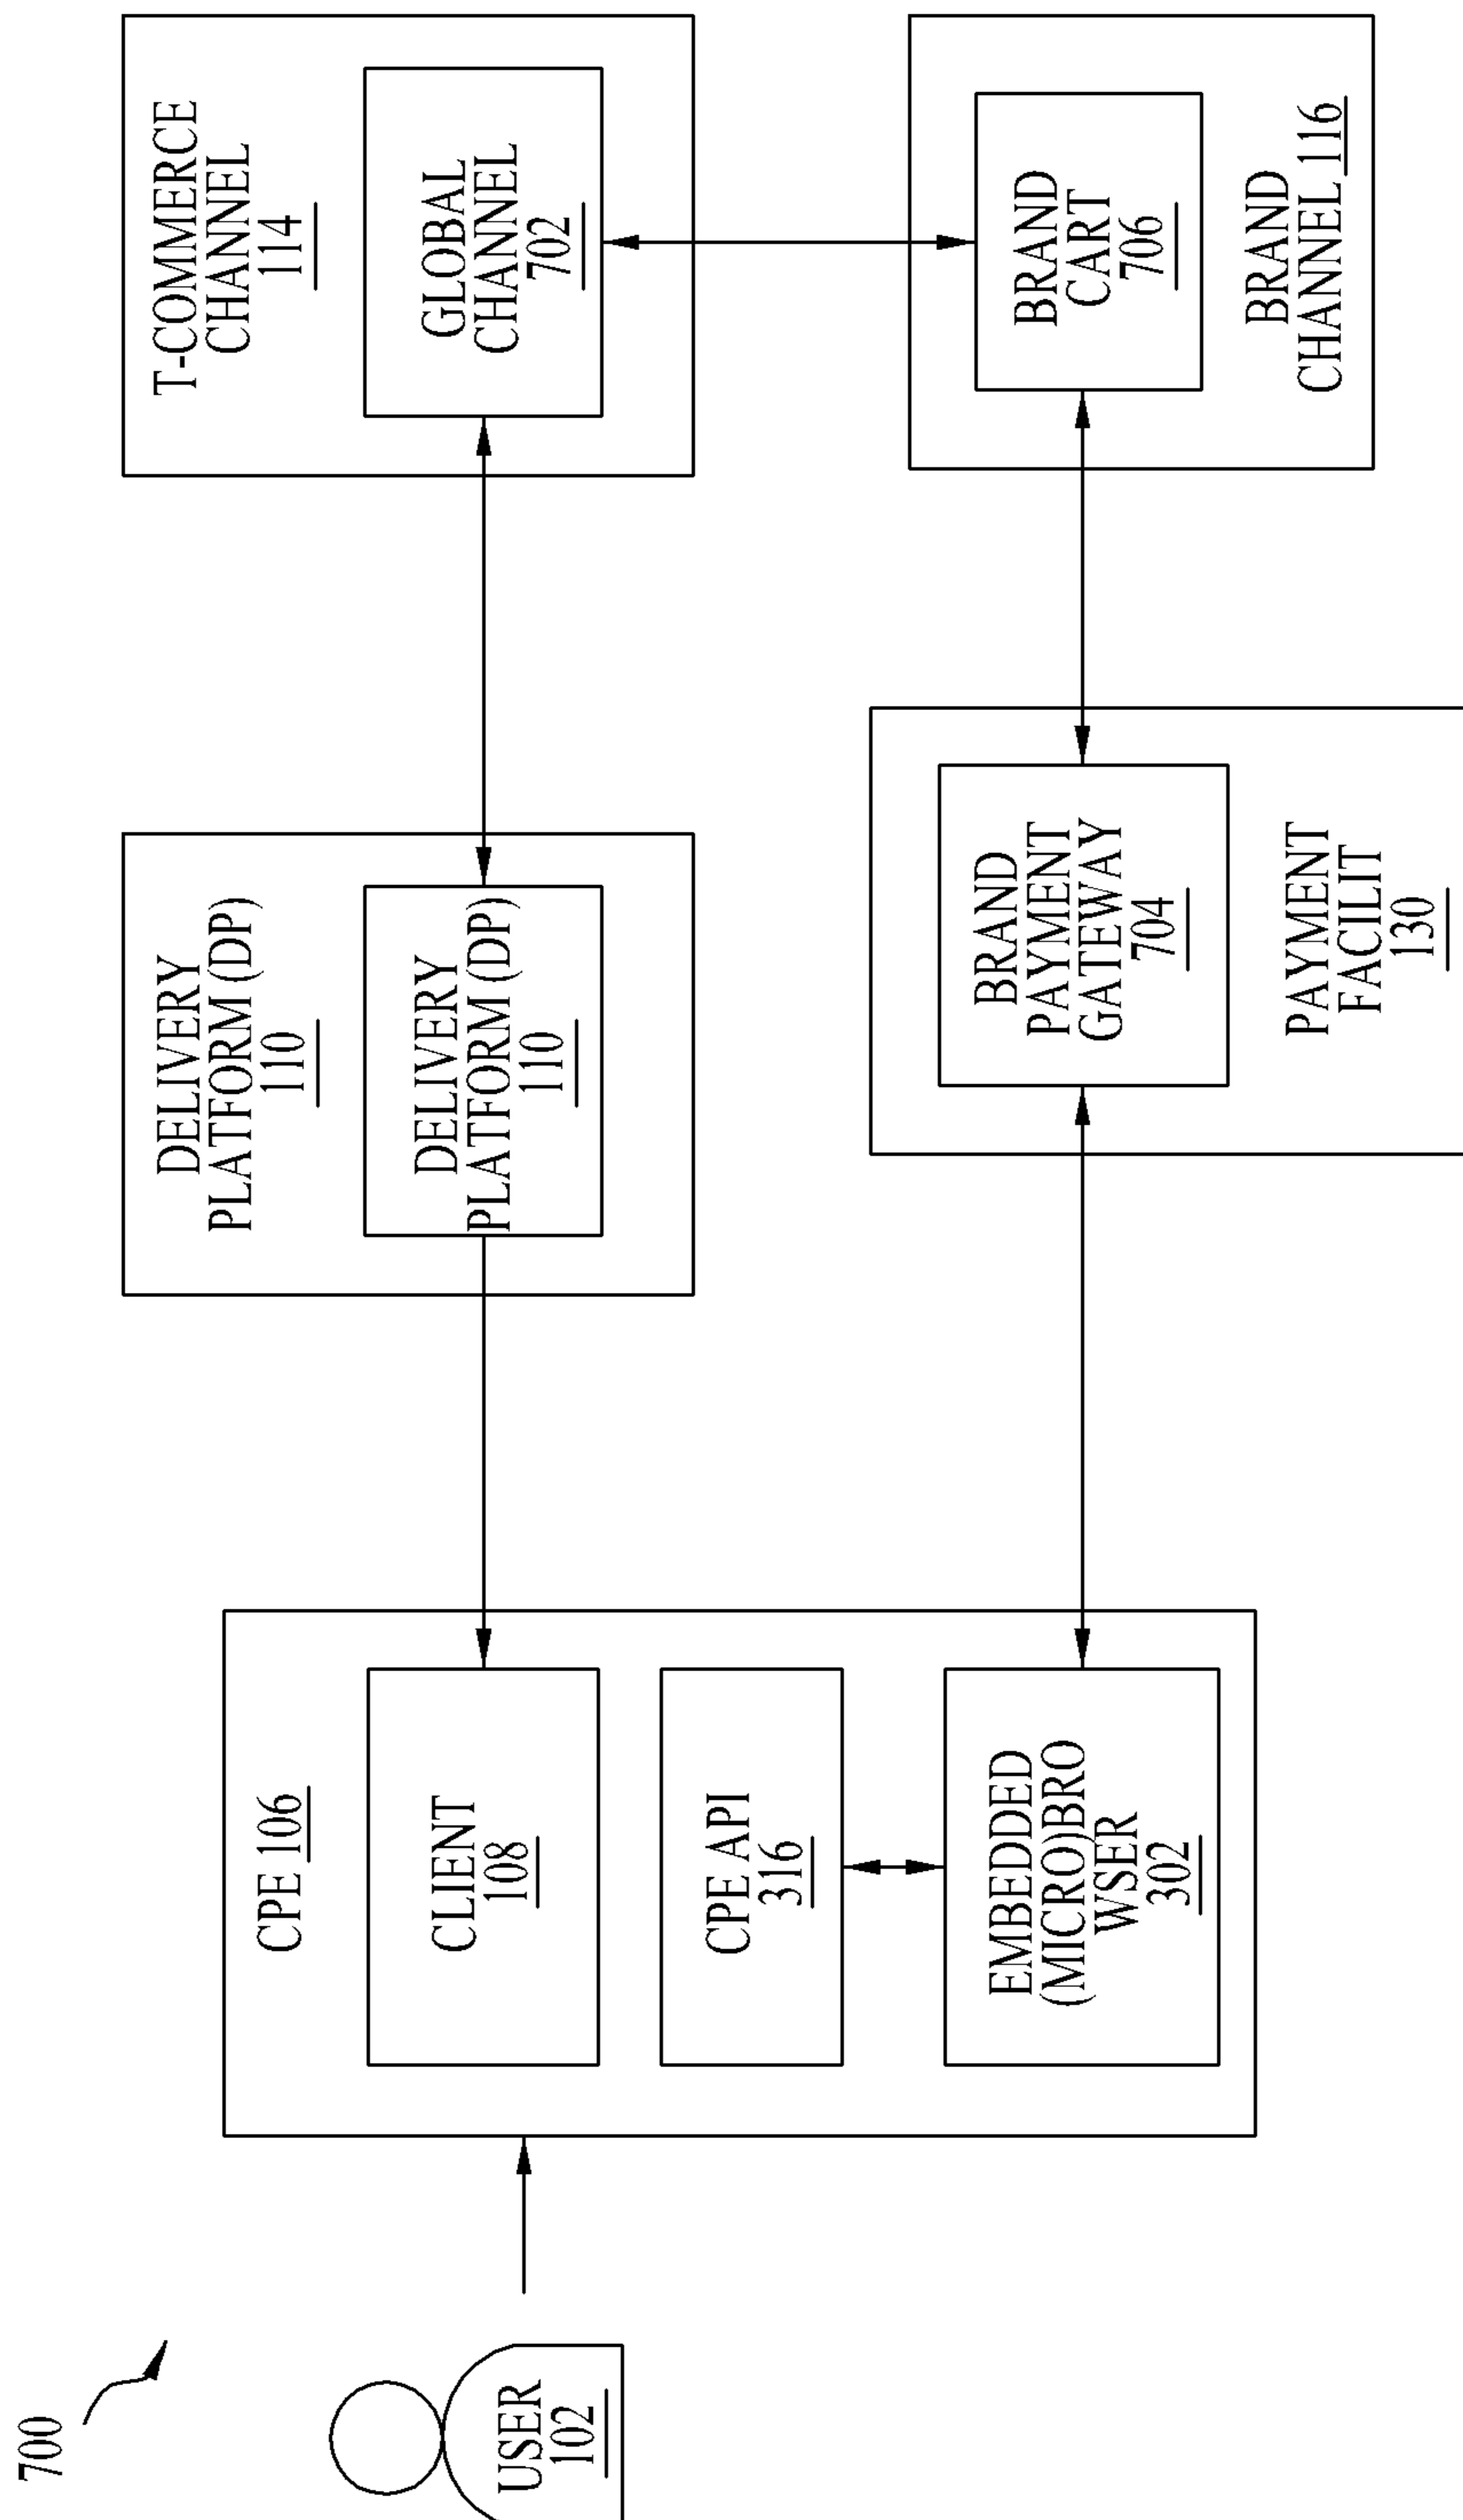 700
USER
102
CPE 106
CLIENT
108
CPE API
316
EMBEDDED
(MICRO)BRO
WSER
302
DELIVERY
PLATFORM (DP)
110
DELIVERY
PLATFORM (DP)
110
BRAND
PAYMENT
GATEWAY
704
PAYMENT
FACILIT
130
T-COMMERCE
CHANNEL
114
GLOBAL
CHANNEL
702
BRAND
CART
706
BRAND
CHANNEL 116